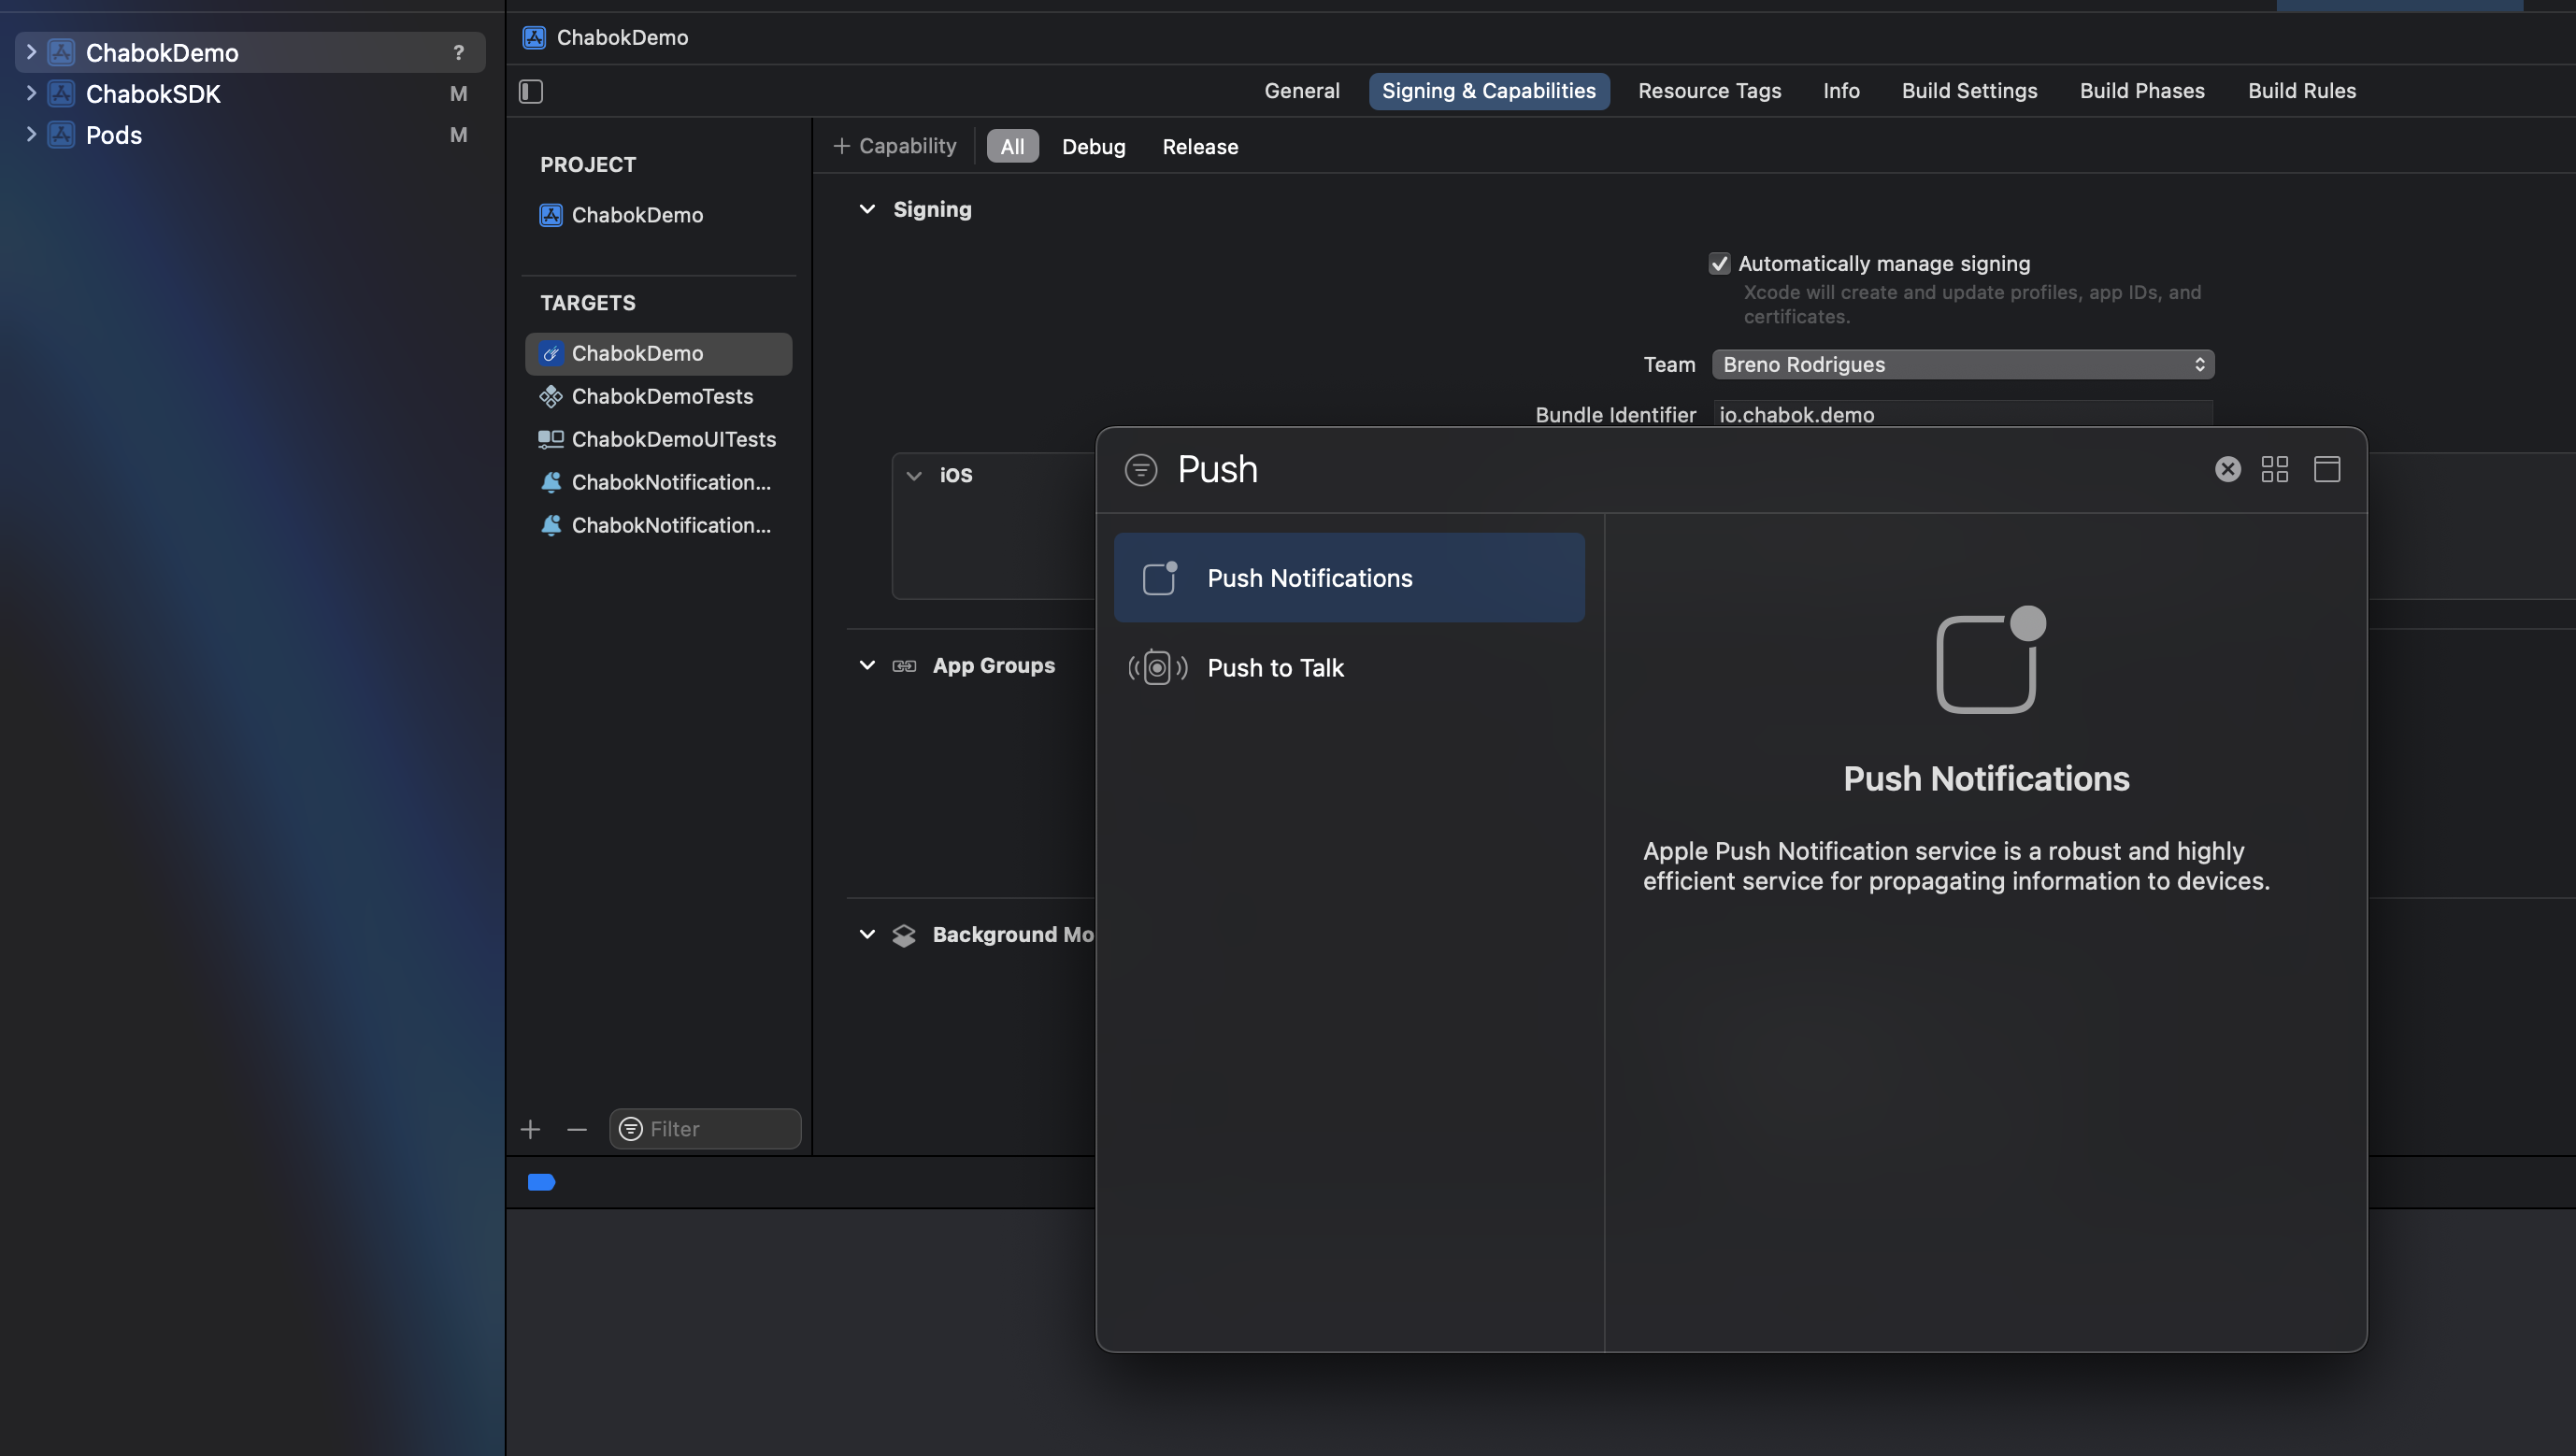 ChabokDemo ?
ChabokSDK M
Pods M
ChabokDemo
General Signing & Capabilities Resource Tags Info Build Settings Build Phases Build Rules
PROJECT
ChabokDemo
TARGETS
ChabokDemo
ChabokDemoTests
ChabokDemoUITests
ChabokNotification...
ChabokNotification...
Filter
+ Capability All Debug Release
Signing
Automatically manage signing
Xcode will create and update profiles, app IDs, and
certificates.
Team Breno Rodrigues
Bundle Identifier io.chabok.demo
iOS
App Groups
Background Mo
Push
Push Notifications
Push to Talk
Push Notifications
Apple Push Notification service is a robust and highly
efficient service for propagating information to devices.